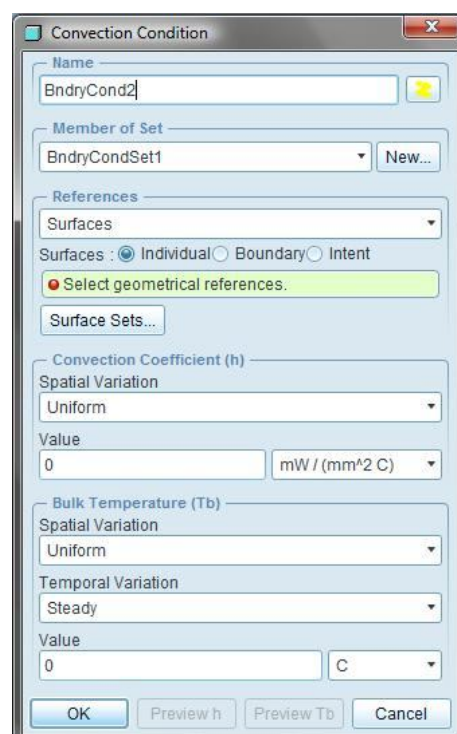 Convection Condition
Name
BndryCond2
Member of Set
BndryCondSet1 New...
References
Surfaces
Surfaces : Individual Boundary Intent
Select geometrical references.
Surface Sets...
Convection Coefficient (h)
Spatial Variation
Uniform
Value
0 mW / (mm^2 C)
Bulk Temperature (Tb)
Spatial Variation
Uniform
Temporal Variation
Steady
Value
0 C
OK Preview h Preview Tb Cancel